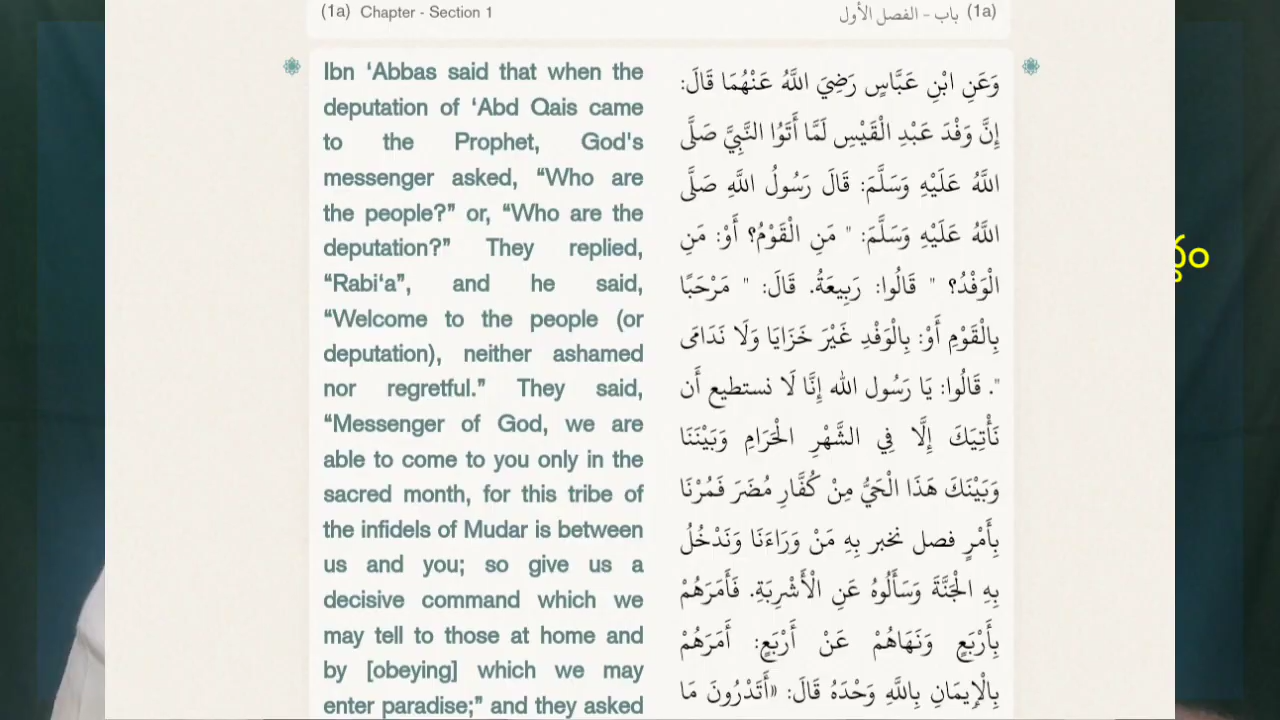 (1a) Chapter - Section 1
(1a) باب - الفصل الأول
Ibn ‘Abbas said that when the
deputation of ‘Abd Qais came
to the Prophet, God's
messenger asked, “Who are
the people?” or, “Who are the
deputation?” They replied,
“Rabi‘a”, and he said,
“Welcome to the people (or
deputation), neither ashamed
nor regretful.” They said,
“Messenger of God, we are
able to come to you only in the
sacred month, for this tribe of
the infidels of Mudar is between
us and you; so give us a
decisive command which we
may tell to those at home and
by [obeying] which we may
enter paradise;” and they asked
وَعَنِ ابْنِ عَبَّاسٍ رَضِيَ اللَّهُ عَنْهُمَا قَالَ:
إِنَّ وَفْدَ عَبْدِ الْقَيْسِ لَمَّا أَتَوُا النَّبِيَّ صَلَّى
اللَّهُ عَلَيْهِ وَسَلَّمَ: قَالَ رَسُولُ اللَّهِ صَلَّى
اللَّهُ عَلَيْهِ وَسَلَّمَ: " مَنِ الْقَوْمُ؟ أَوْ: مَنِ
الْوَفْدُ؟ " قَالُوا: رَبِيعَةُ. قَالَ: " مَرْحَبًا
بِالْقَوْمِ أَوْ: بِالْوَفْدِ غَيْرَ خَزَايَا وَلَا نَدَامَى
". قَالُوا: يَا رَسُول الله إِنَّا لَا نستطيع أَن
نَأْتِيَكَ إِلَّا فِي الشَّهْرِ الْحَرَامِ وَبَيْنَنَا
وَبَيْنَكَ هَذَا الْحَيُّ مِنْ كُفَّارِ مُضَرَ فَمُرْنَا
بِأَمْرٍ فصل نخبر بِهِ مَنْ وَرَاءَنَا وَنَدْخُلُ
بِهِ الْجَنَّةَ وَسَأَلُوهُ عَنِ الْأَشْرِبَةِ. فَأَمَرَهُمْ
بِأَرْبَعٍ وَنَهَاهُمْ عَنْ أَرْبَعٍ: أَمَرَهُمْ
بِالْإِيمَانِ بِاللَّهِ وَحْدَهُ قَالَ: «أَتَدْرُونَ مَا